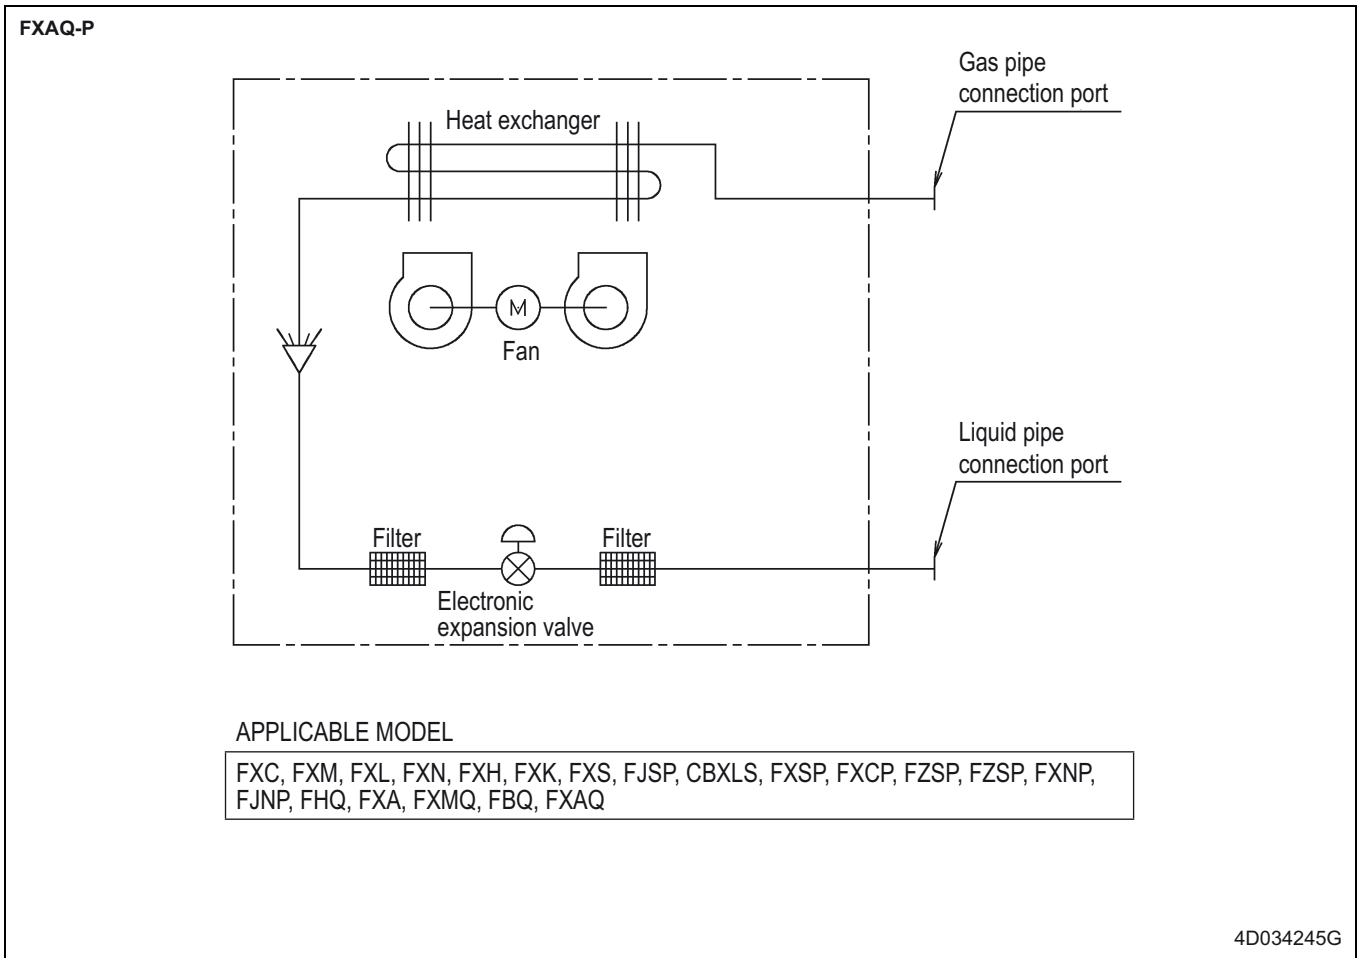 FXAQ-P
Gas pipe
connection port
Heat exchanger
M
Fan
Liquid pipe
connection port
Filter
Filter
Electronic
expansion valve
APPLICABLE MODEL
FXC, FXM, FXL, FXN, FXH, FXK, FXS, FJSP, CBXLS, FXSP, FXCP, FZSP, FZSP, FXNP,
FJNP, FHQ, FXA, FXMQ, FBQ, FXAQ
4D034245G